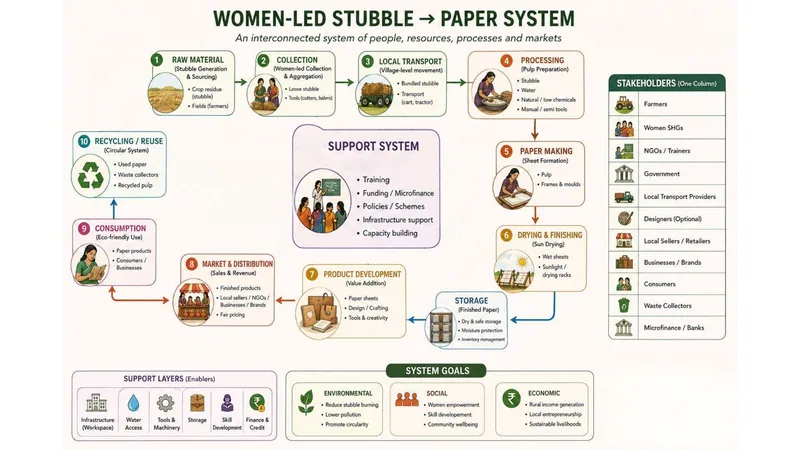 WOMEN-LED STUBBLE → PAPER SYSTEM
An interconnected system of people, resources, processes and markets
1
RAW MATERIAL
(Stubble Generation
& Sourcing)
• Crop residue
(stubble)
• Fields (farmers)
2
COLLECTION
(Women-led Collection
& Aggregation)
• Loose stubble
• Tools (cutters, balers)
3
LOCAL TRANSPORT
(Village-level movement)
• Bundled stubble
• Transport
(cart, tractor)
4
PROCESSING
(Pulp Preparation)
• Stubble
• Water
• Natural / low chemicals
• Manual / semi tools
5
PAPER MAKING
(Sheet Formation)
• Pulp
• Frames & moulds
6
DRYING & FINISHING
(Sun Drying)
• Wet sheets
• Sunlight /
drying racks
STORAGE
(Finished Paper)
• Dry & safe storage
• Moisture protection
• Inventory management
7
PRODUCT DEVELOPMENT
(Value Addition)
• Paper sheets
• Design / Crafting
• Tools & creativity
8
MARKET & DISTRIBUTION
(Sales & Revenue)
• Finished products
• Local sellers / NGOs /
Businesses / Brands
• Fair pricing
9
CONSUMPTION
(Eco-friendly Use)
• Paper products
• Consumers /
Businesses
10
RECYCLING / REUSE
(Circular System)
• Used paper
• Waste collectors
• Recycled pulp
SUPPORT SYSTEM
• Training
• Funding / Microfinance
• Policies / Schemes
• Infrastructure support
• Capacity building
STAKEHOLDERS (One Column)
Farmers
Women SHGs
NGOs / Trainers
Government
Local Transport Providers
Designers (Optional)
Local Sellers / Retailers
Businesses / Brands
Consumers
Waste Collectors
Microfinance / Banks
SUPPORT LAYERS (Enablers)
Infrastructure
(Workspace)
Water
Access
Tools &
Machinery
Storage
Skill
Development
₹
Finance &
Credit
SYSTEM GOALS
ENVIRONMENTAL
• Reduce stubble burning
• Lower pollution
• Promote circularity
SOCIAL
• Women empowerment
• Skill development
• Community wellbeing
₹
ECONOMIC
• Rural income generation
• Local entrepreneurship
• Sustainable livelihoods